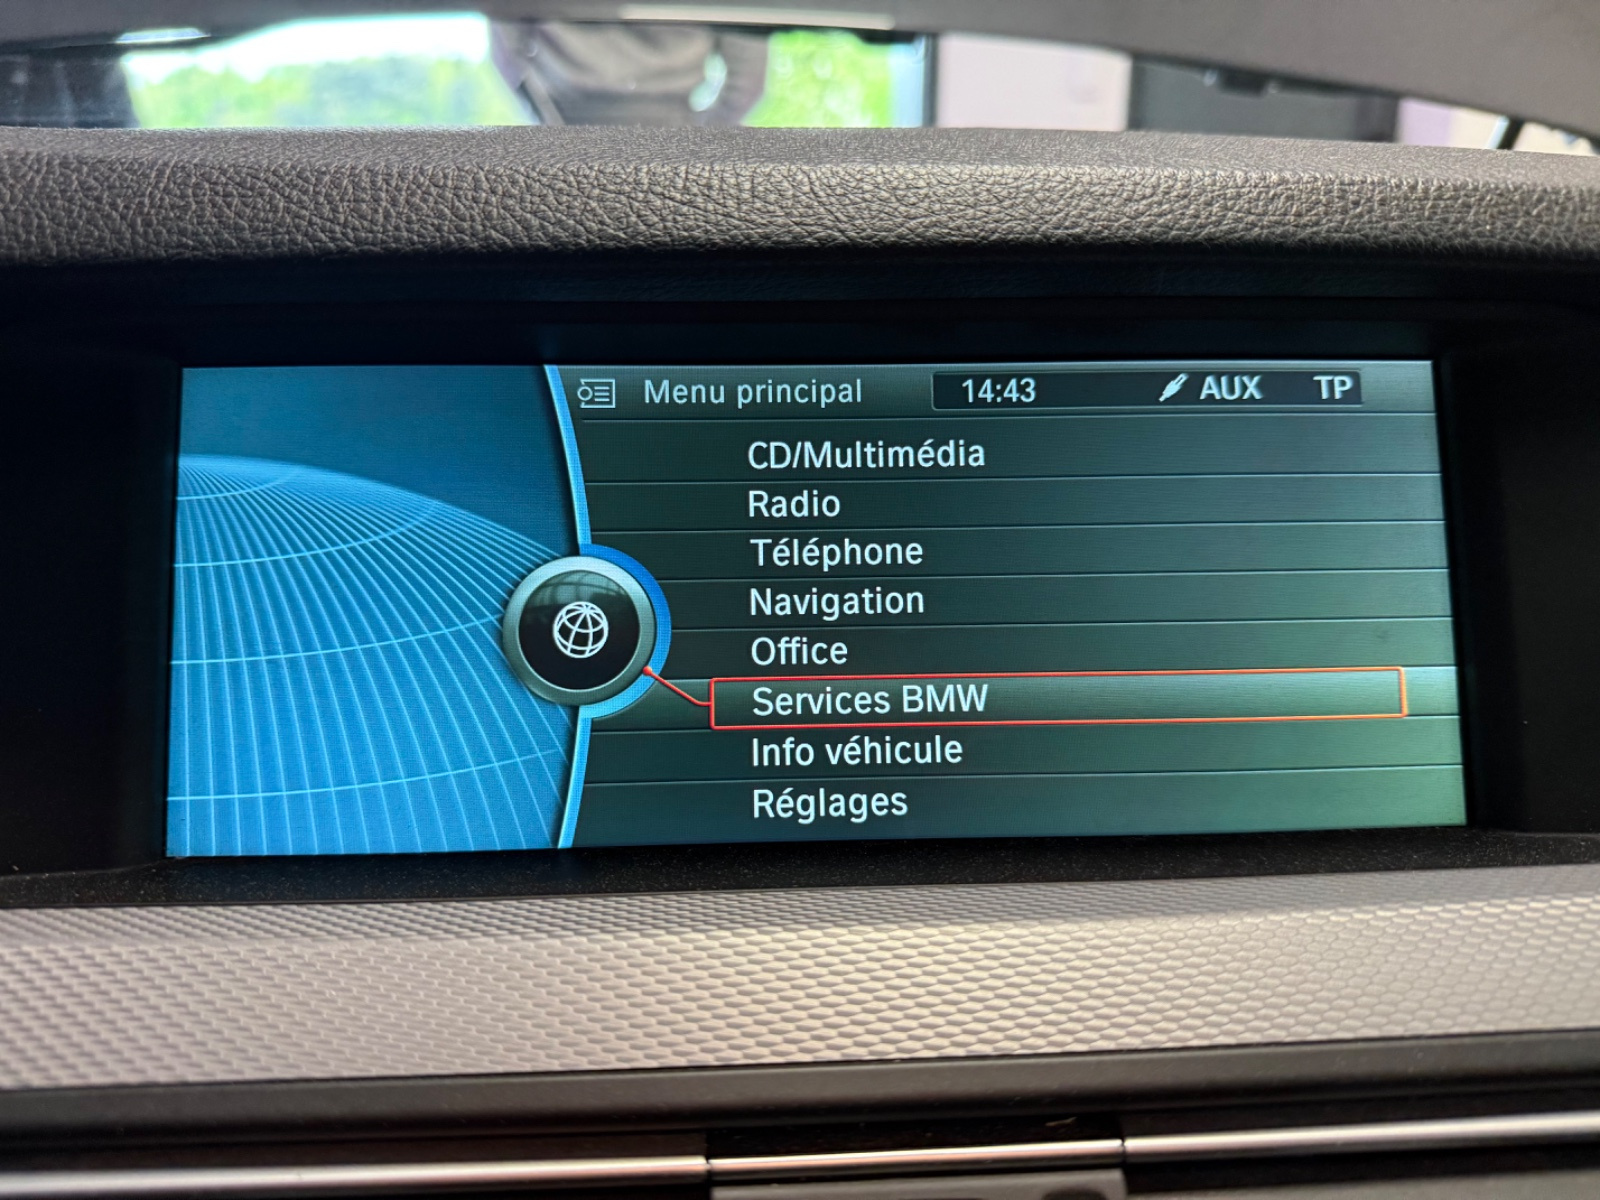 Menu principal 14:43 AUX TP
CD/Multimédia
Radio
Téléphone
Navigation
Office
Services BMW
Info véhicule
Réglages